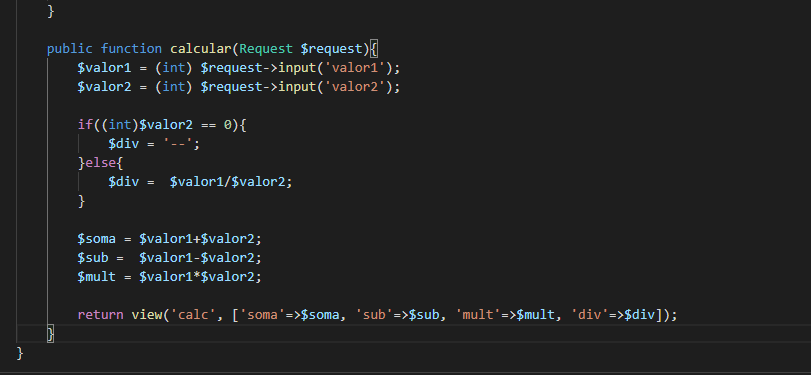 }
public function calcular(Request $request){
$valor1 = (int) $request->input('valor1');
$valor2 = (int) $request->input('valor2');
if((int)$valor2 == 0){
$div = '--';
}else{
$div =  $valor1/$valor2;
}
$soma = $valor1+$valor2;
$sub =  $valor1-$valor2;
$mult = $valor1*$valor2;
return view('calc', ['soma'=>$soma, 'sub'=>$sub, 'mult'=>$mult, 'div'=>$div]);
}
}